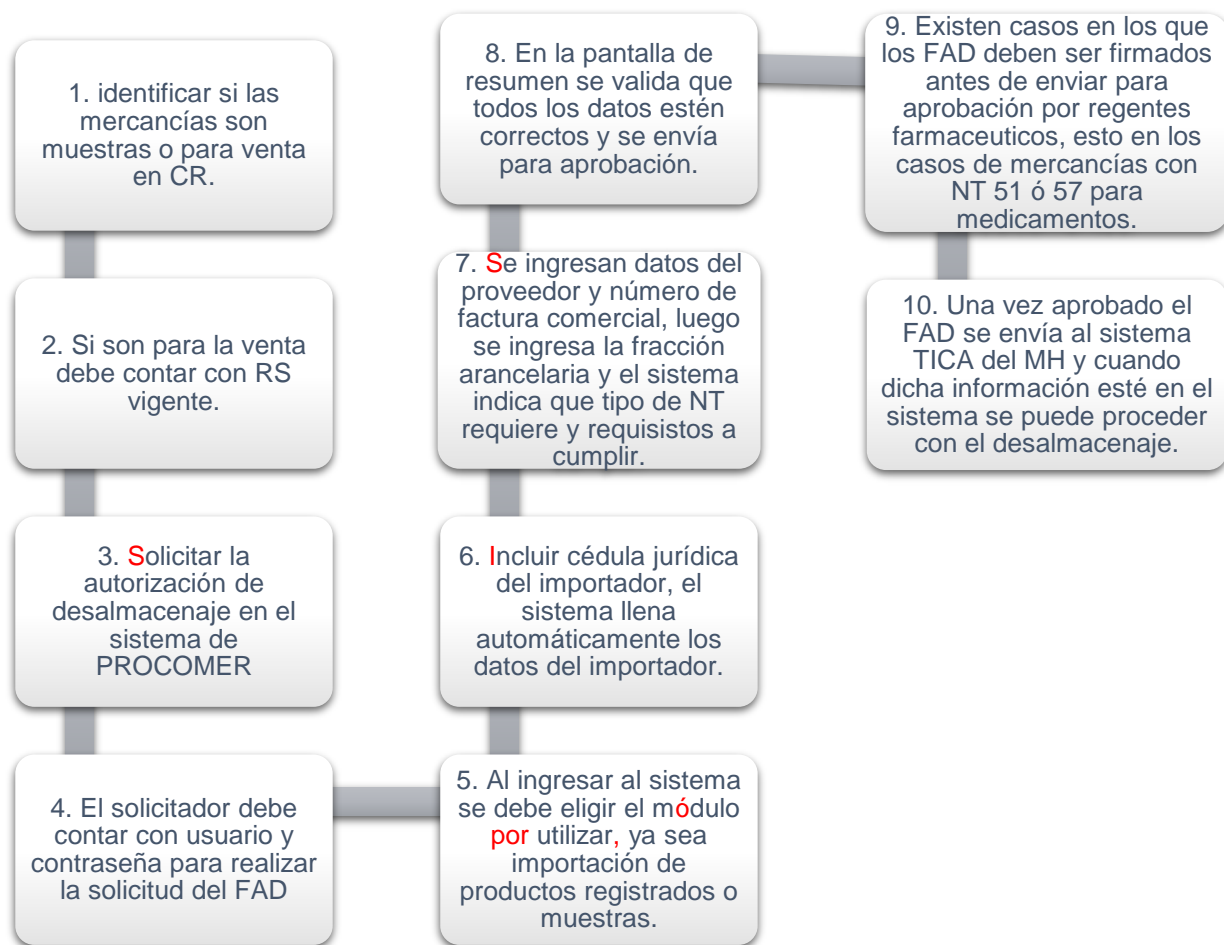 1. identificar si las
mercancías son
muestras o para venta
en CR.
2. Si son para la venta
debe contar con RS
vigente.
3. Solicitar la
autorización de
desalmacenaje en el
sistema de
PROCOMER
4. El solicitador debe
contar con usuario y
contraseña para realizar
la solicitud del FAD
5. Al ingresar al sistema
se debe eligir el módulo
por utilizar, ya sea
importación de
productos registrados o
muestras.
6. Incluir cédula jurídica
del importador, el
sistema llena
automáticamente los
datos del importador.
7. Se ingresan datos del
proveedor y número de
factura comercial, luego
se ingresa la fracción
arancelaria y el sistema
indica que tipo de NT
requiere y requisistos a
cumplir.
8. En la pantalla de
resumen se valida que
todos los datos estén
correctos y se envía
para aprobación.
9. Existen casos en los que
los FAD deben ser firmados
antes de enviar para
aprobación por regentes
farmaceuticos, esto en los
casos de mercancías con
NT 51 ó 57 para
medicamentos.
10. Una vez aprobado el
FAD se envía al sistema
TICA del MH y cuando
dicha información esté en el
sistema se puede proceder
con el desalmacenaje.